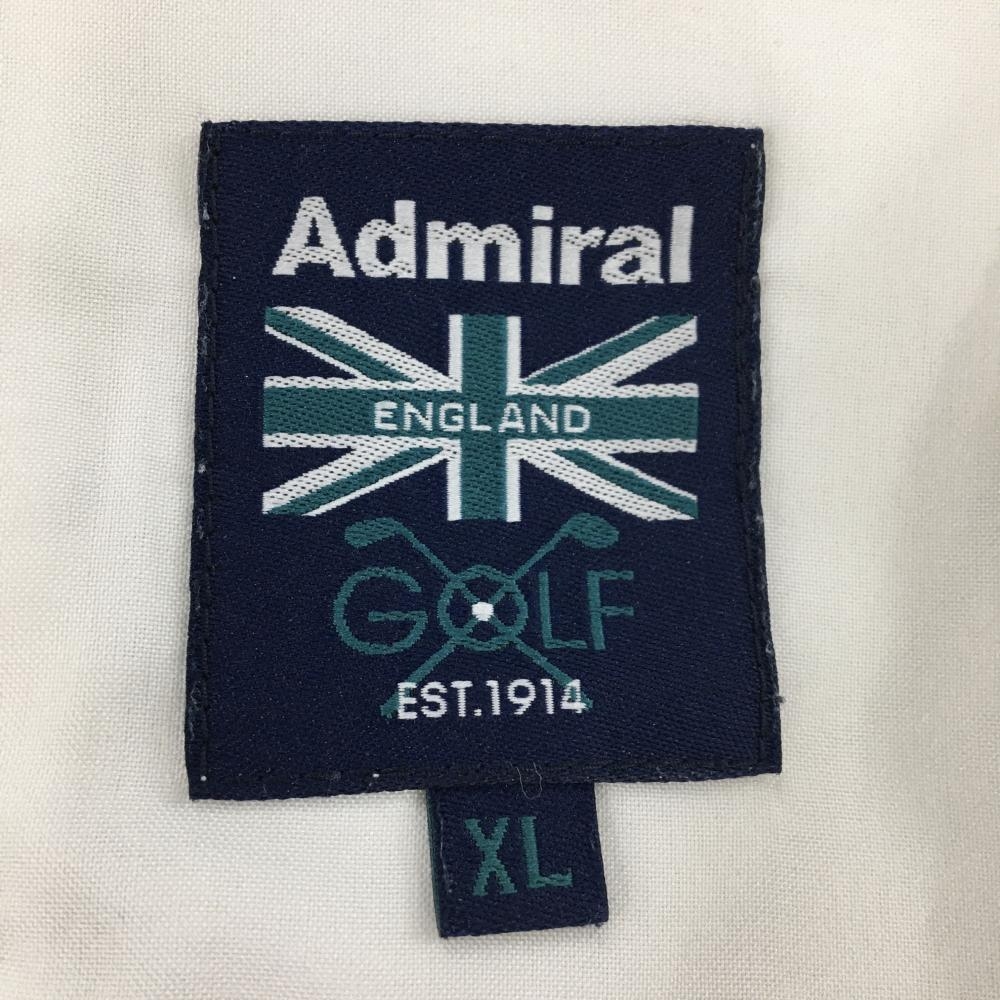 Admiral
ENGLAND
GOLF
EST.1914
XL